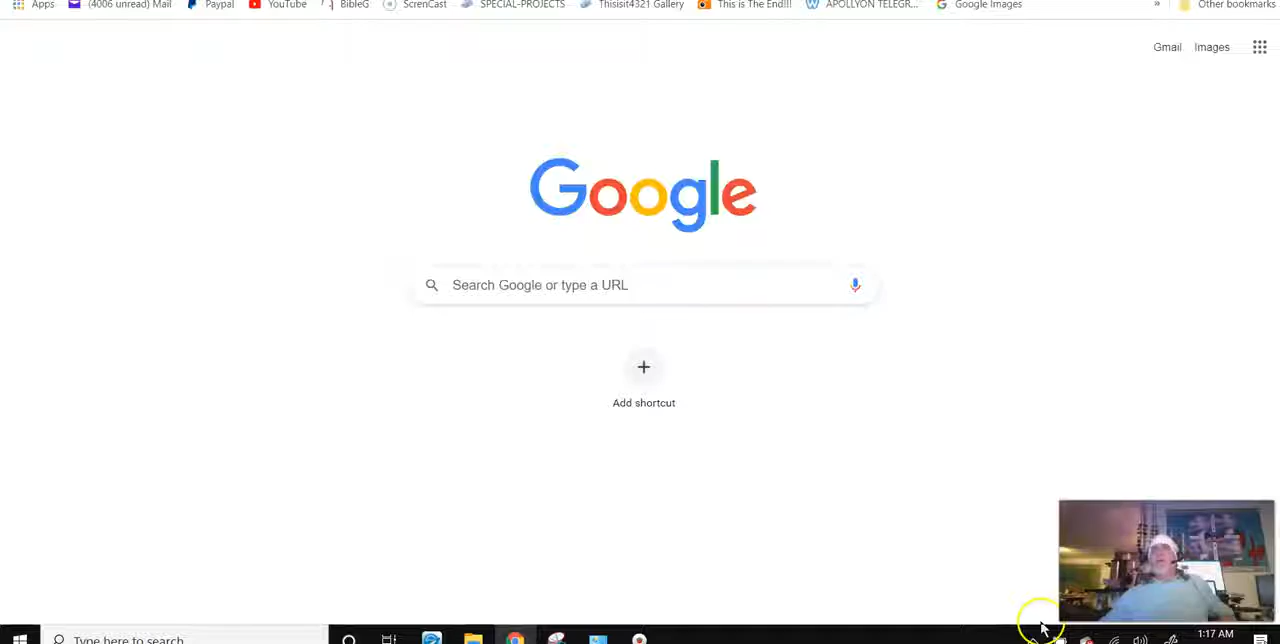 Apps (4006 unread) Mail Paypal YouTube BibleG ScrenCast SPECIAL-PROJECTS Thisisit4321 Gallery This is The End!!! APOLLYON TELEGR... Google Images » Other bookmarks
Gmail Images
Google
Search Google or type a URL
Add shortcut
Type here to search 1:17 AM